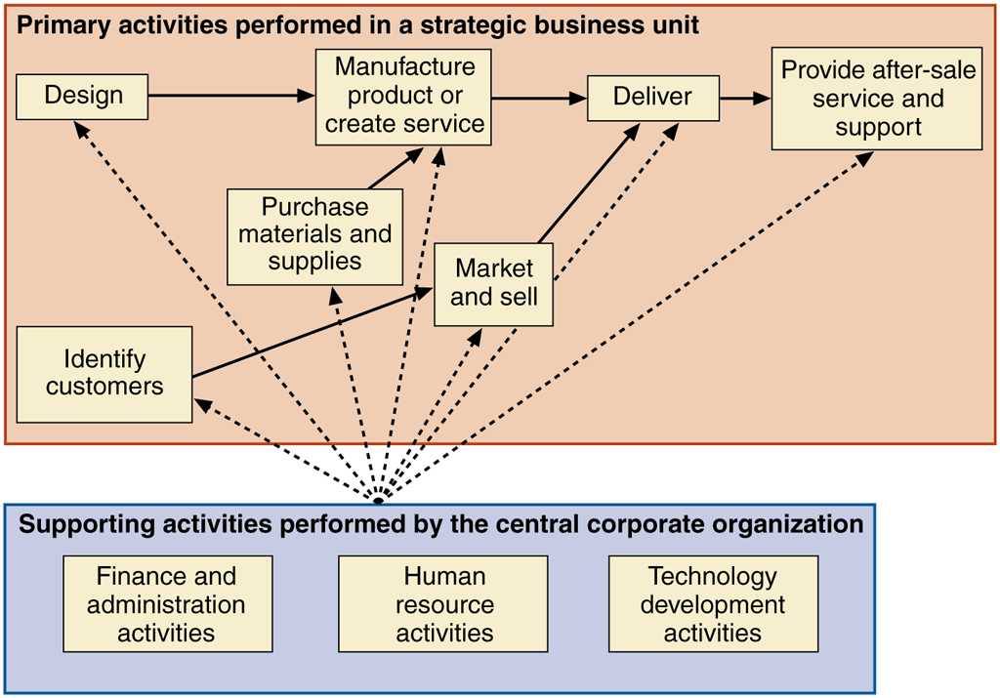 Primary activities performed in a strategic business unit
Design
Manufacture
product or
create service
Deliver
Provide after-sale
service and
support
Purchase
materials and
supplies
Market
and sell
Identify
customers
Supporting activities performed by the central corporate organization
Finance and
administration
activities
Human
resource
activities
Technology
development
activities